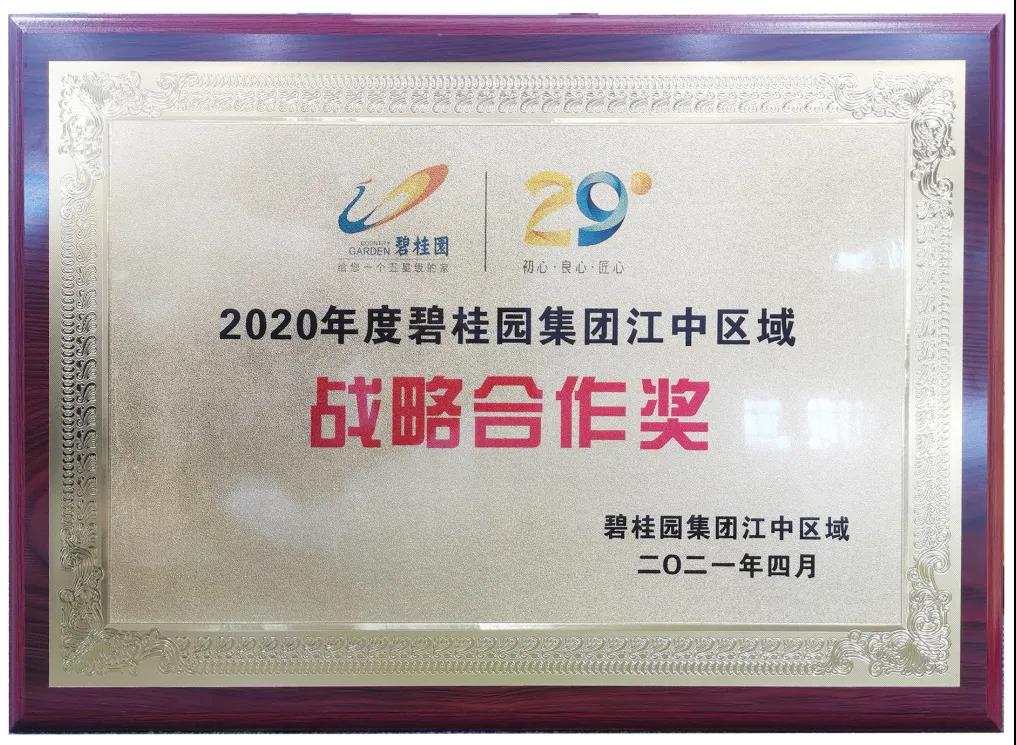 COUNTRY
GARDEN 碧桂園
给您一个五星级的家
29
初心·良心·匠心
2020年度碧桂园集团江中区域
战略合作奖
碧桂园集团江中区域
二〇二一年四月